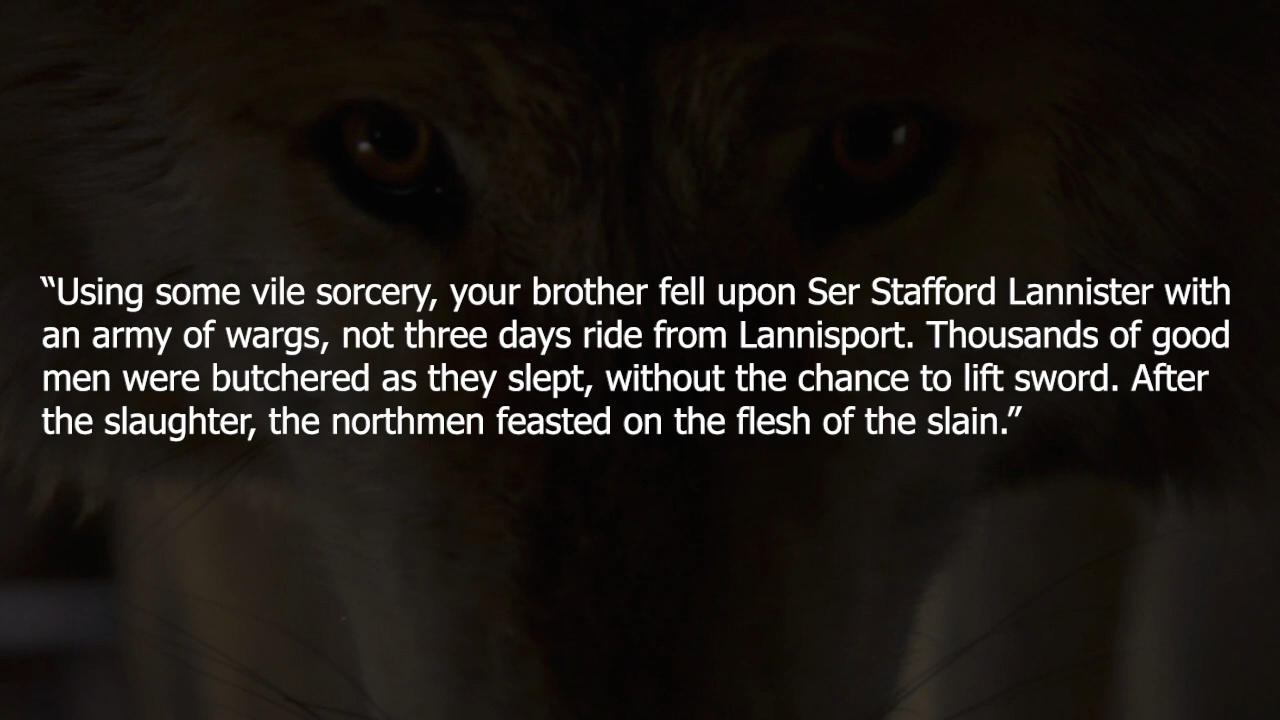 “Using some vile sorcery, your brother fell upon Ser Stafford Lannister with
an army of wargs, not three days ride from Lannisport. Thousands of good
men were butchered as they slept, without the chance to lift sword. After
the slaughter, the northmen feasted on the flesh of the slain.”